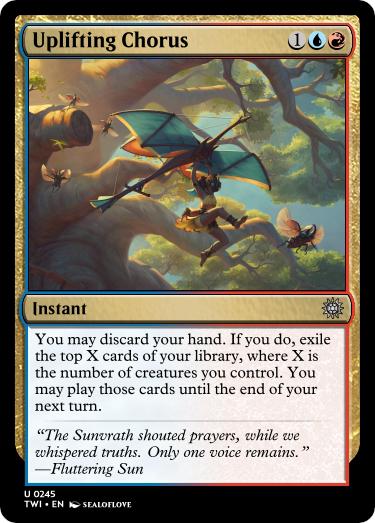 Uplifting Chorus 1
Instant
You may discard your hand. If you do, exile
the top X cards of your library, where X is
the number of creatures you control. You
may play those cards until the end of your
next turn.
“The Sunvrath shouted prayers, while we
whispered truths. Only one voice remains.”
—Fluttering Sun
U 0245
TWI • EN SEALOFLOVE